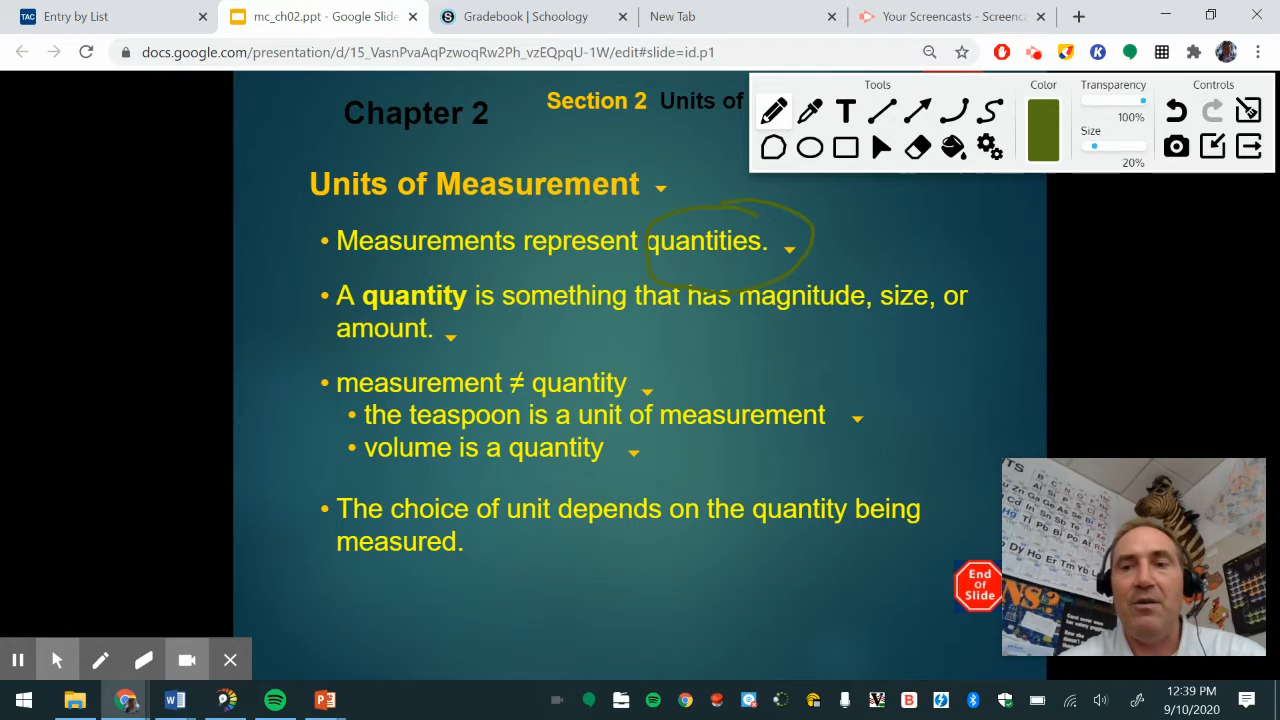 Entry by List
mc_ch02.ppt - Google Slide
Gradebook | Schoology
New Tab
Your Screencasts - Screenc
docs.google.com/presentation/d/15_VasnPvaAqPzwoqRw2Ph_vzEQpqU-1W/edit#slide=id.p1
Tools
Color
Transparency
Controls
100%
Size
20%
Chapter 2
Section 2 Units of
Units of Measurement
• Measurements represent quantities.
• A quantity is something that has magnitude, size, or
amount.
• measurement ≠ quantity
• the teaspoon is a unit of measurement
• volume is a quantity
• The choice of unit depends on the quantity being
measured.
End
Of
Slide
12:39 PM
9/10/2020